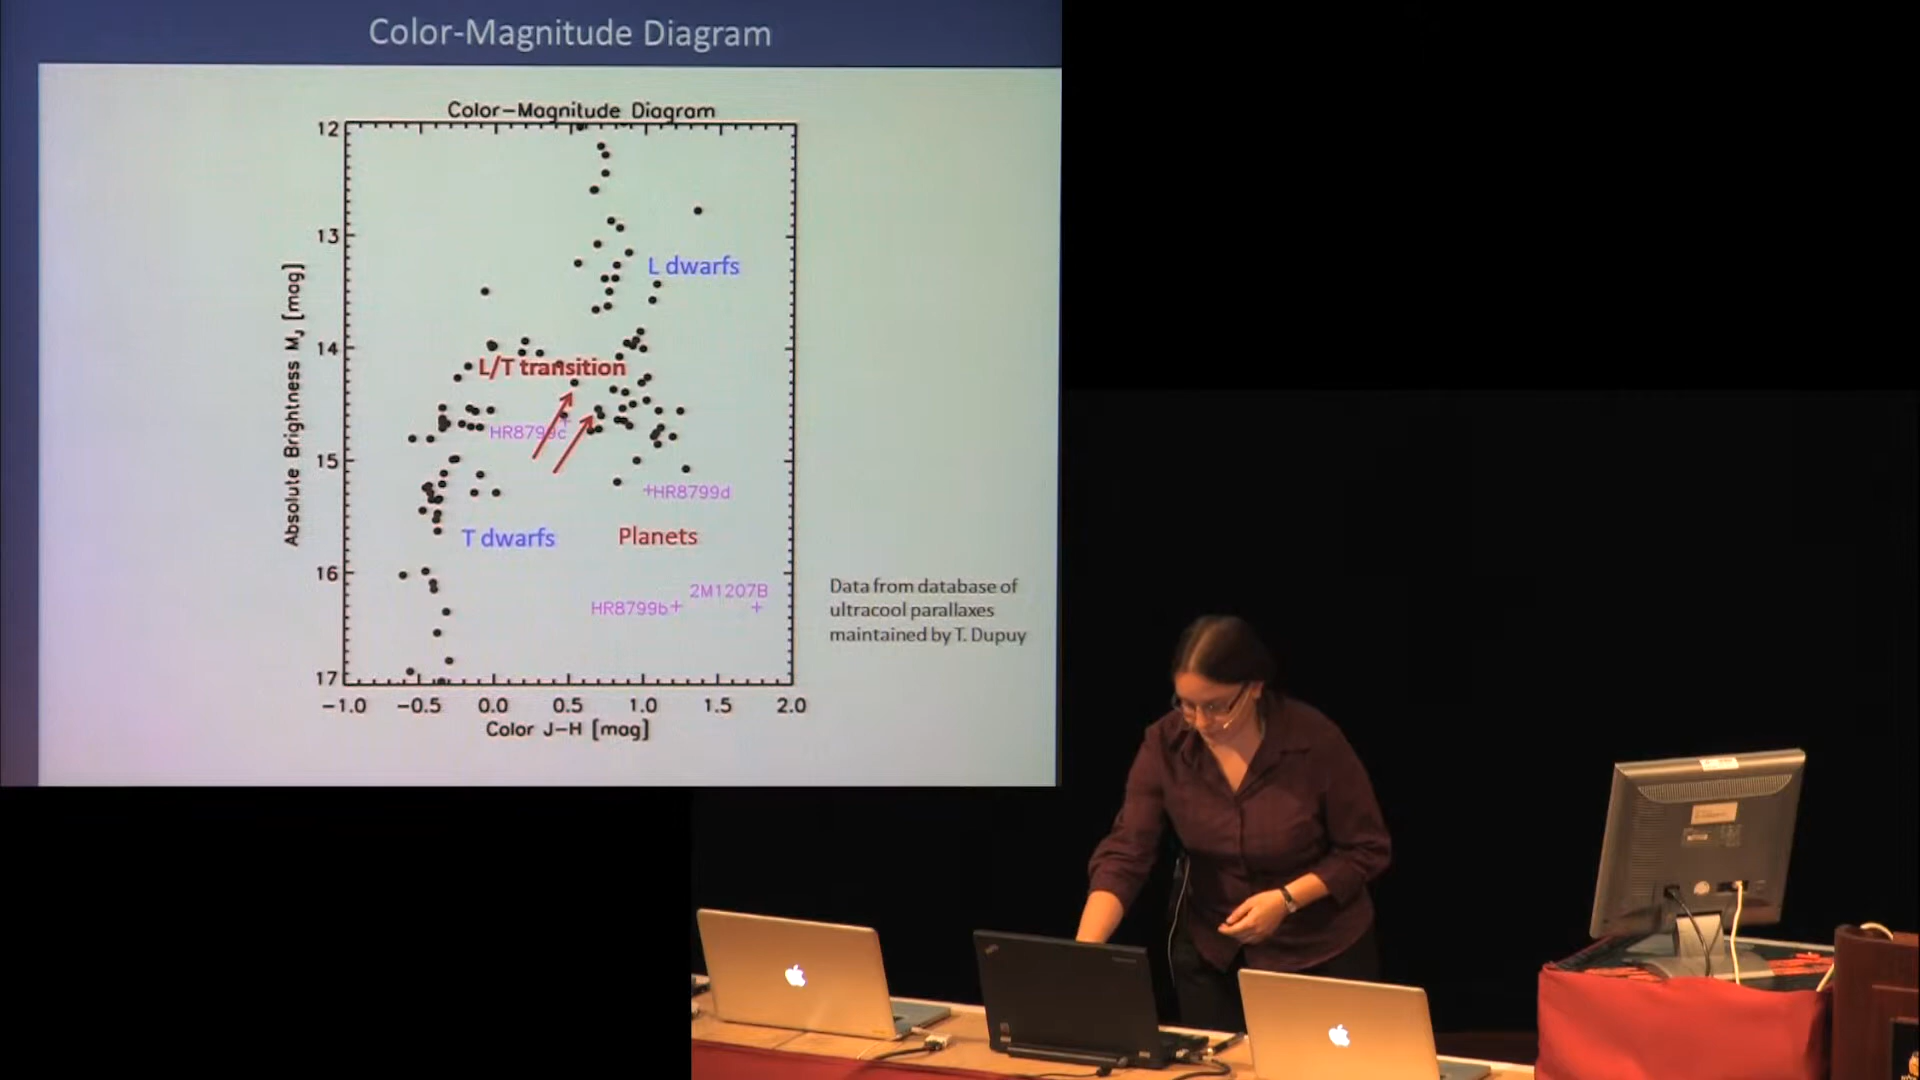 Color-Magnitude Diagram
Color-Magnitude Diagram
12
13
14
15
16
17
Absolute Brightness MJ [mag]
L dwarfs
L/T transition
HR8799c
HR8799d
T dwarfs
Planets
2M1207B
HR8799b
-1.0 -0.5 0.0 0.5 1.0 1.5 2.0
Color J-H [mag]
Data from database of
ultracool parallaxes
maintained by T. Dupuy